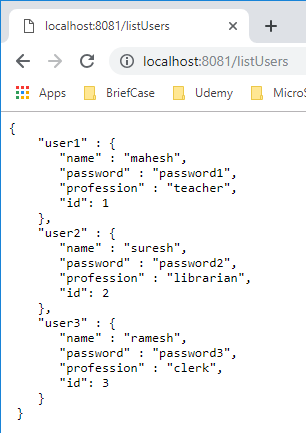 localhost:8081/listUsers
localhost:8081/listUsers
Apps BriefCase Udemy MicroS
{
"user1" : {
"name" : "mahesh",
"password" : "password1",
"profession" : "teacher",
"id": 1
},
"user2" : {
"name" : "suresh",
"password" : "password2",
"profession" : "librarian",
"id": 2
},
"user3" : {
"name" : "ramesh",
"password" : "password3",
"profession" : "clerk",
"id": 3
}
}